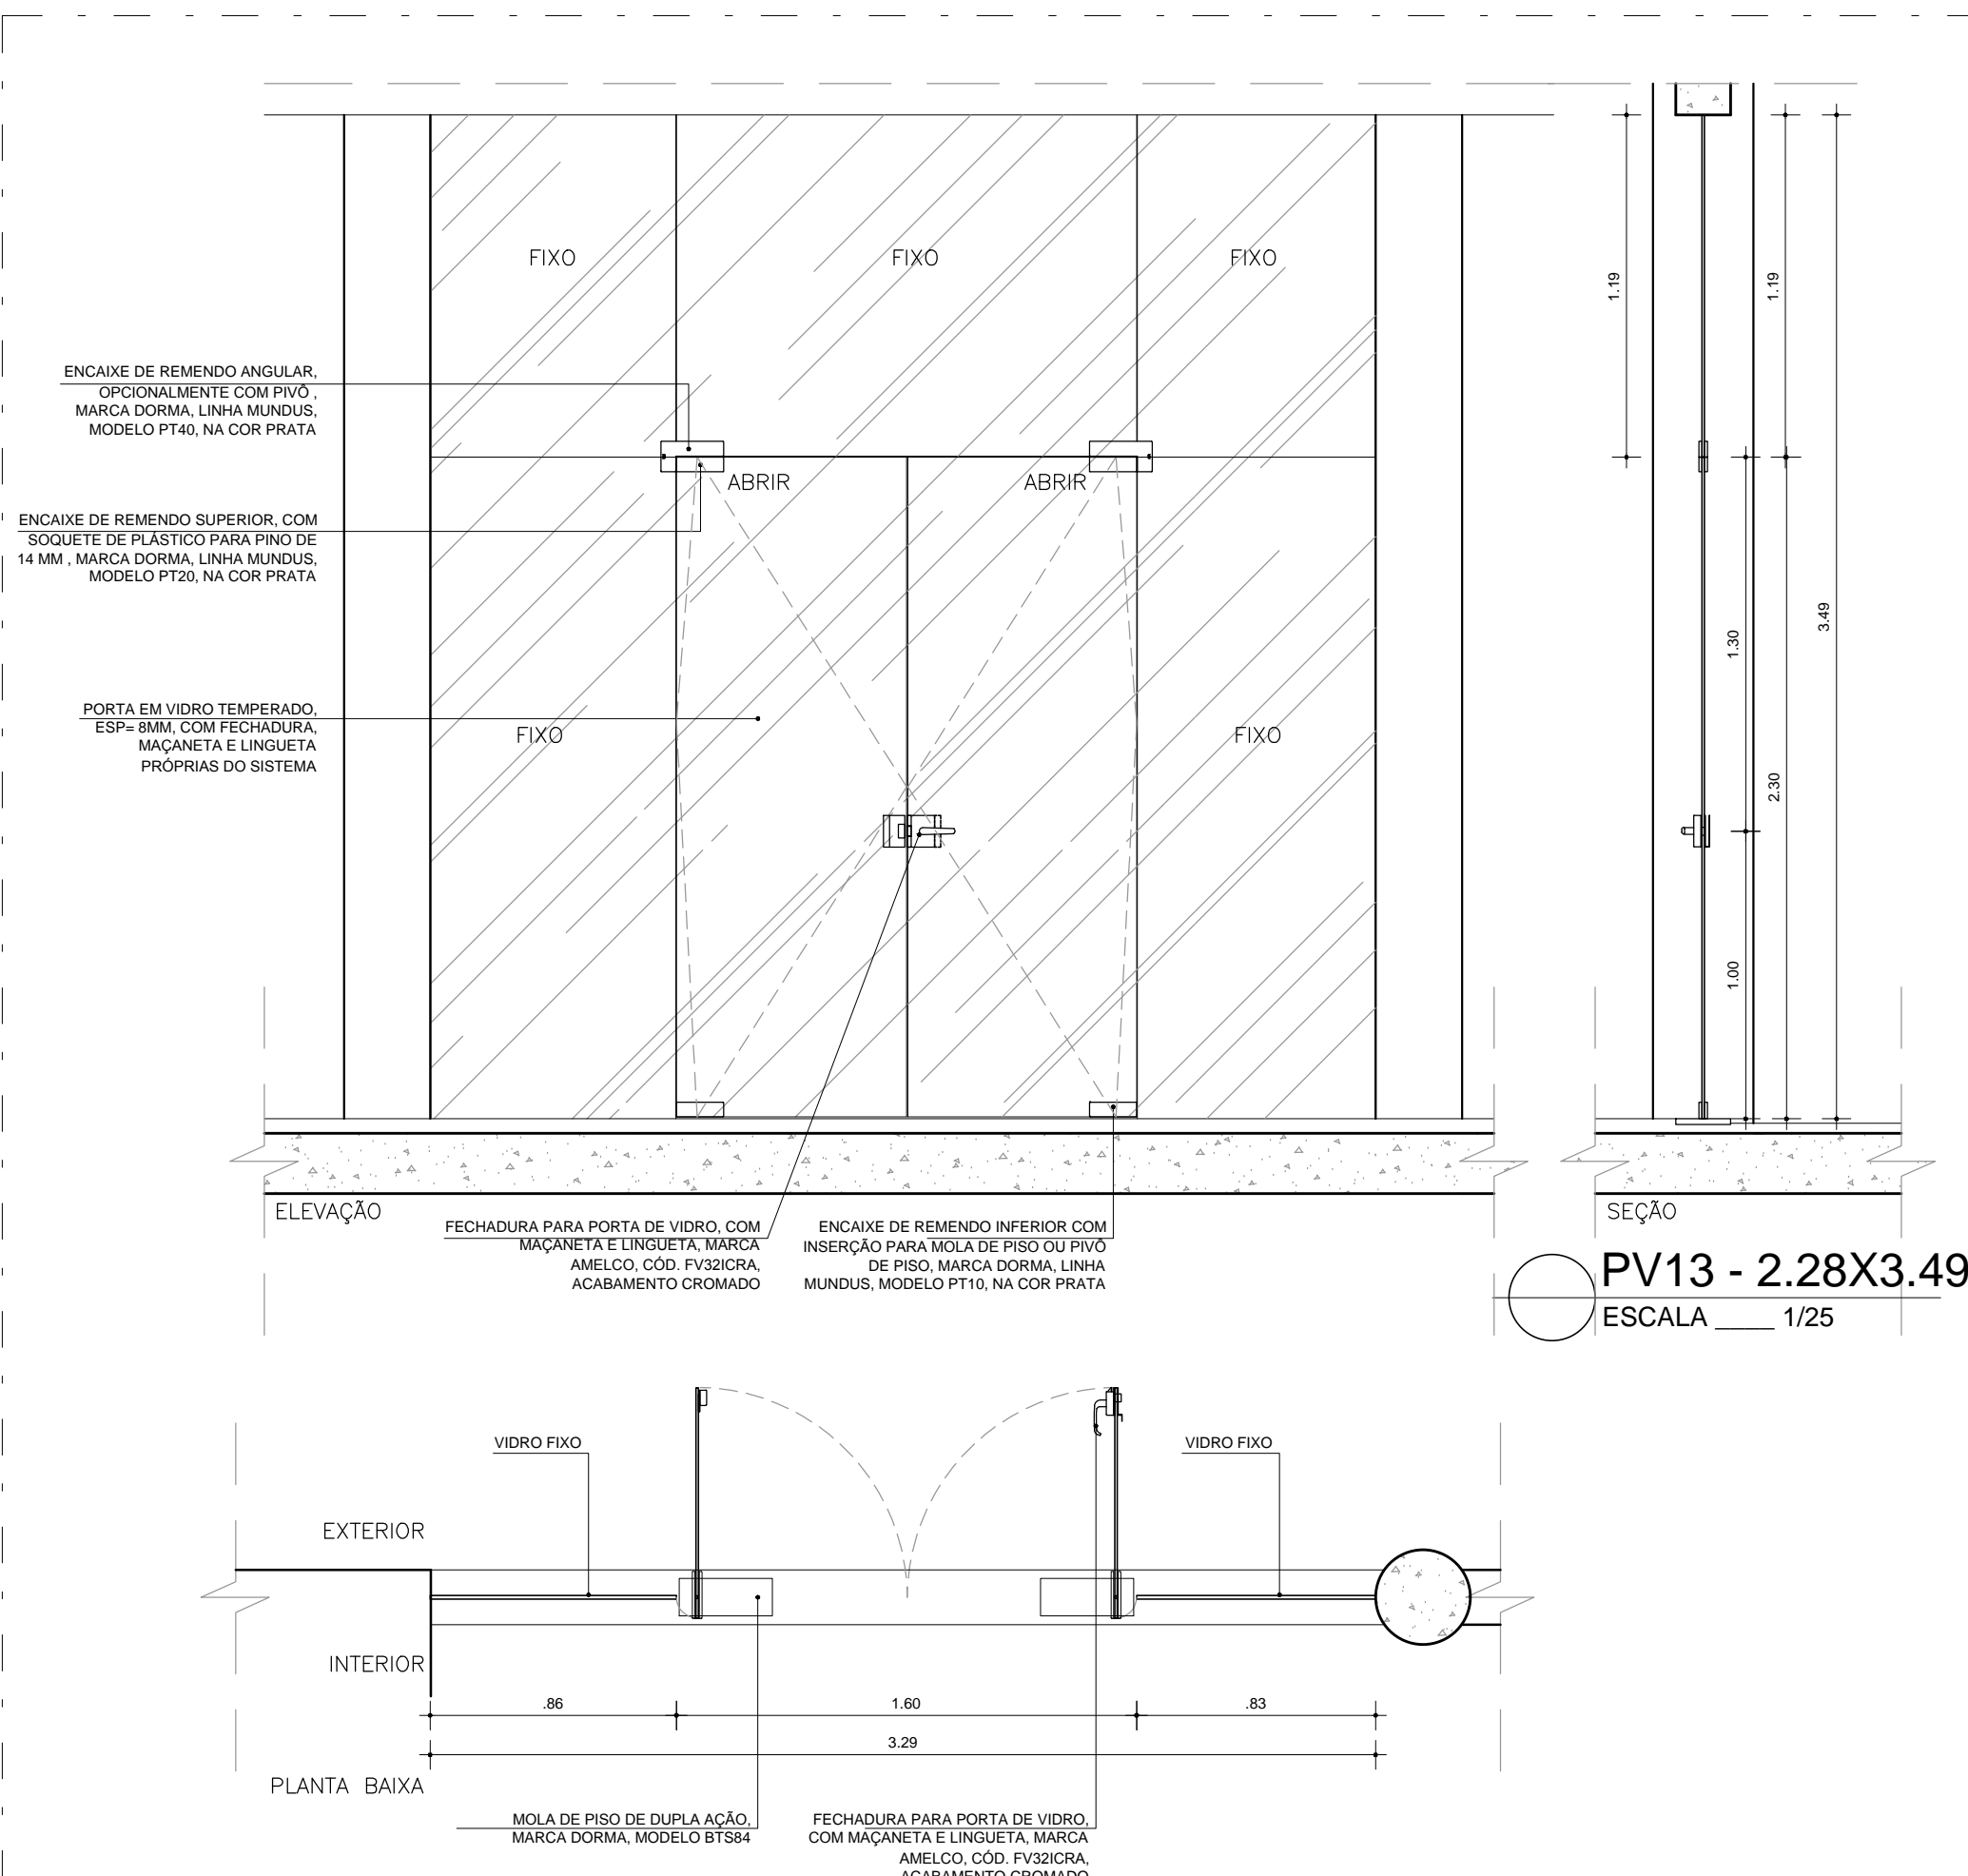 FIXO
FIXO
FIXO
1.19
1.19
ENCAIXE DE REMENDO ANGULAR,
OPCIONALMENTE COM PIVÔ ,
MARCA DORMA, LINHA MUNDUS,
MODELO PT40, NA COR PRATA
ABRIR
ABRIR
ENCAIXE DE REMENDO SUPERIOR, COM
SOQUETE DE PLÁSTICO PARA PINO DE
14 MM , MARCA DORMA, LINHA MUNDUS,
MODELO PT20, NA COR PRATA
1.30
3.49
PORTA EM VIDRO TEMPERADO,
ESP= 8MM, COM FECHADURA,
MAÇANETA E LINGUETA
PRÓPRIAS DO SISTEMA
FIXO
FIXO
2.30
1.00
ELEVAÇÃO
SEÇÃO
FECHADURA PARA PORTA DE VIDRO, COM
MAÇANETA E LINGUETA, MARCA
AMELCO, CÓD. FV32ICRA,
ACABAMENTO CROMADO
ENCAIXE DE REMENDO INFERIOR COM
INSERÇÃO PARA MOLA DE PISO OU PIVÔ
DE PISO, MARCA DORMA, LINHA
MUNDUS, MODELO PT10, NA COR PRATA
PV13 - 2.28X3.49
ESCALA ____ 1/25
VIDRO FIXO
VIDRO FIXO
EXTERIOR
INTERIOR
.86
1.60
.83
3.29
PLANTA BAIXA
MOLA DE PISO DE DUPLA AÇÃO,
MARCA DORMA, MODELO BTS84
FECHADURA PARA PORTA DE VIDRO,
COM MAÇANETA E LINGUETA, MARCA
AMELCO, CÓD. FV32ICRA,
ACABAMENTO CROMADO